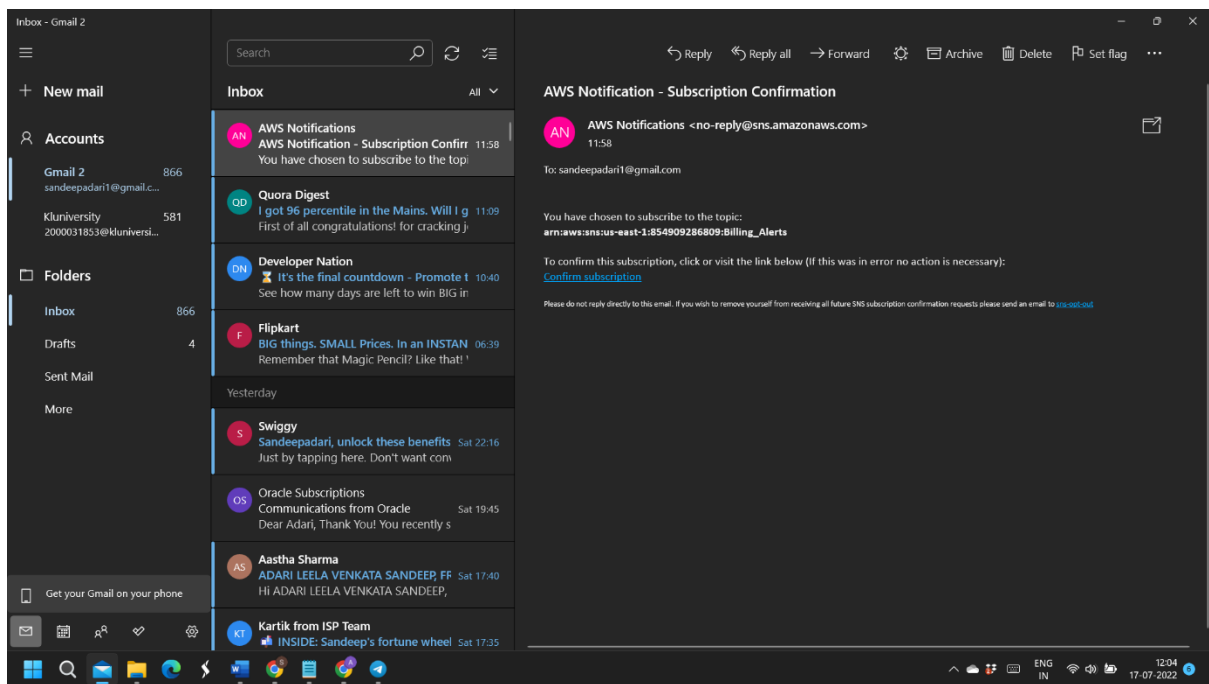 Inbox - Gmail 2
New mail
Accounts
Gmail 2 866
sandeepadari1@gmail.c...
Kluniversity 581
2000031853@kluniversi...
Folders
Inbox 866
Drafts 4
Sent Mail
More
Get your Gmail on your phone
Search
Inbox All
AN
AWS Notifications
AWS Notification - Subscription Confirr 11:58
You have chosen to subscribe to the topi
QD
Quora Digest
I got 96 percentile in the Mains. Will I g 11:09
First of all congratulations! for cracking j
DN
Developer Nation
⏳ It's the final countdown - Promote t 10:40
See how many days are left to win BIG in
F
Flipkart
BIG things. SMALL Prices. In an INSTAN 06:39
Remember that Magic Pencil? Like that! '
Yesterday
S
Swiggy
Sandeepadari, unlock these benefits Sat 22:16
Just by tapping here. Don't want com
OS
Oracle Subscriptions
Communications from Oracle Sat 19:45
Dear Adari, Thank You! You recently s
AS
Aastha Sharma
ADARI LEELA VENKATA SANDEEP, FF Sat 17:40
Hi ADARI LEELA VENKATA SANDEEP,
KT
Kartik from ISP Team
📬 INSIDE: Sandeep's fortune wheel Sat 17:35
Reply Reply all Forward Archive Delete Set flag ...
AWS Notification - Subscription Confirmation
AN
AWS Notifications <no-reply@sns.amazonaws.com>
11:58
To: sandeepadari1@gmail.com
You have chosen to subscribe to the topic:
arn:aws:sns:us-east-1:854909286809:Billing_Alerts
To confirm this subscription, click or visit the link below (If this was in error no action is necessary):
Confirm subscription
Please do not reply directly to this email. If you wish to remove yourself from receiving all future SNS subscription confirmation requests please send an email to sns-opt-out
ENG
IN
12:04
17-07-2022
6